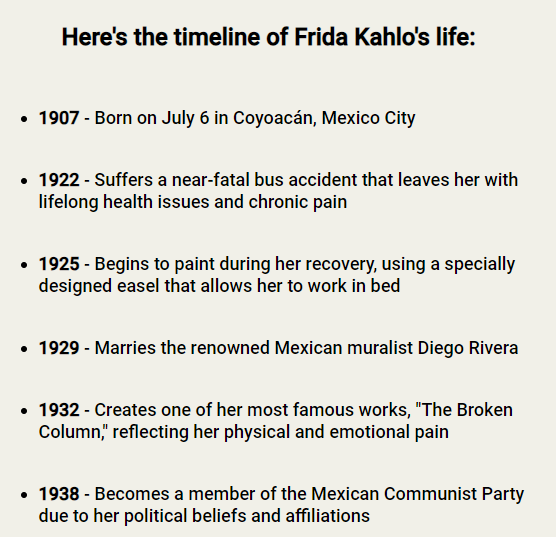 Here's the timeline of Frida Kahlo's life:
• 1907 - Born on July 6 in Coyoacán, Mexico City
• 1922 - Suffers a near-fatal bus accident that leaves her with
lifelong health issues and chronic pain
• 1925 - Begins to paint during her recovery, using a specially
designed easel that allows her to work in bed
• 1929 - Marries the renowned Mexican muralist Diego Rivera
• 1932 - Creates one of her most famous works, "The Broken
Column," reflecting her physical and emotional pain
• 1938 - Becomes a member of the Mexican Communist Party
due to her political beliefs and affiliations